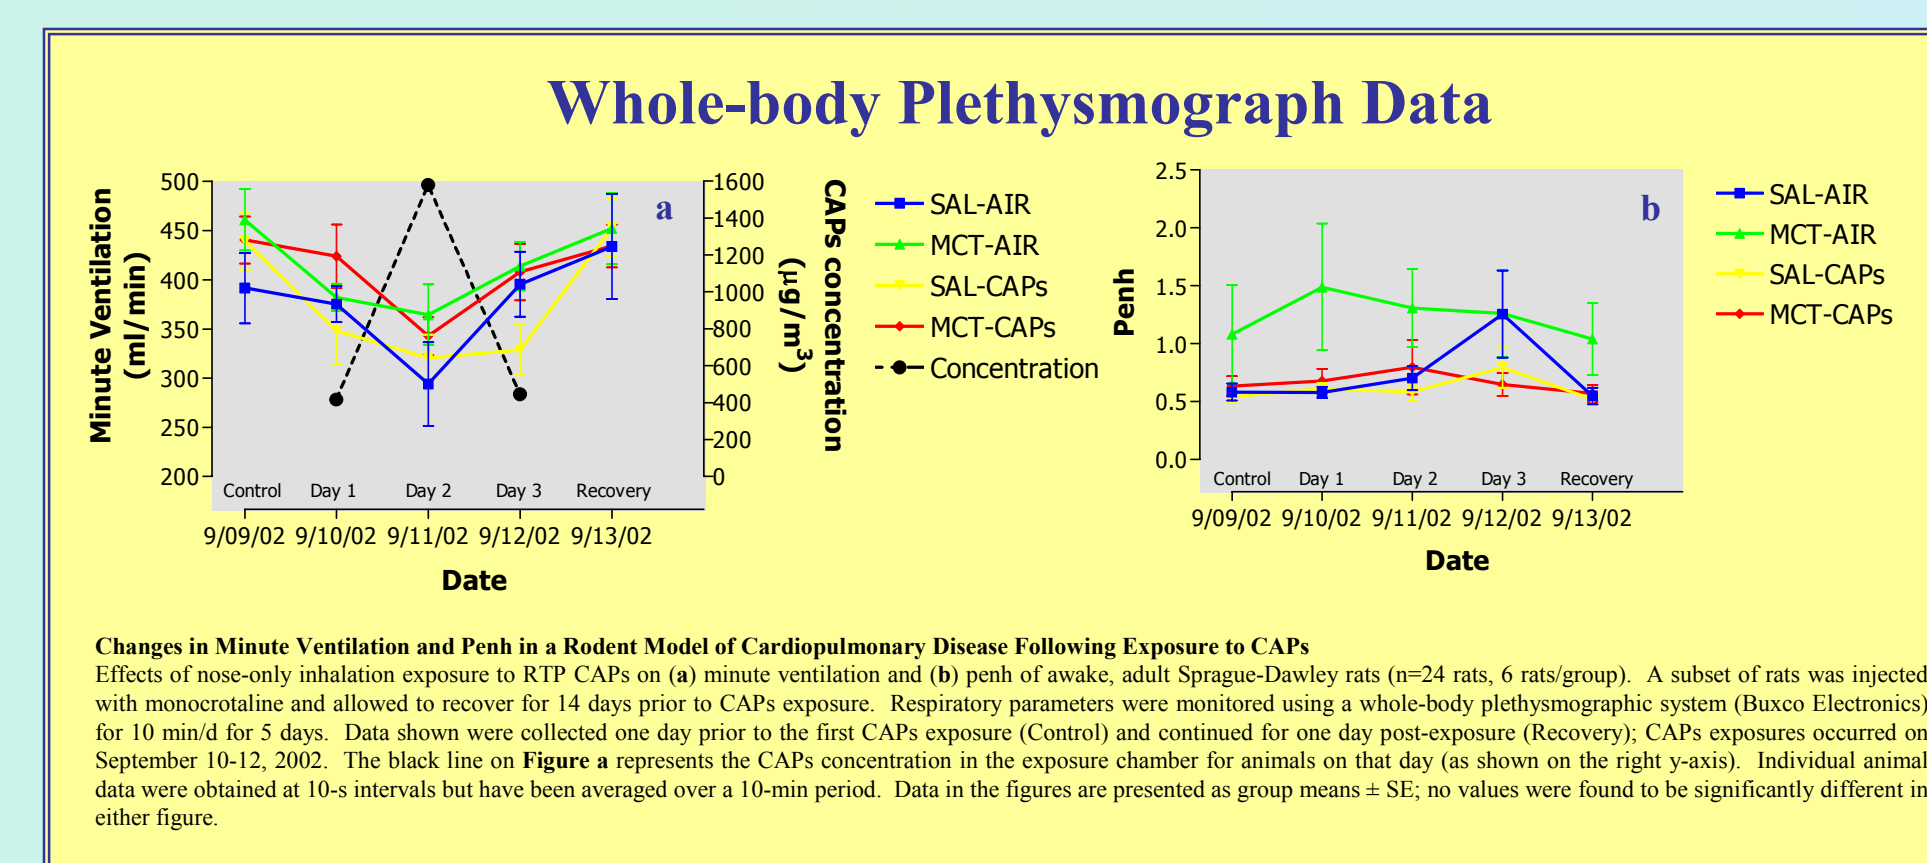 Whole-body Plethysmograph Data
Minute Ventilation
(ml/min)
500
450
400
350
300
250
200
1600
1400
1200
1000
800
600
400
200
0
CAPs concentration
(μg/m3)
a
Control Day 1 Day 2 Day 3 Recovery
9/09/02 9/10/02 9/11/02 9/12/02 9/13/02
Date
SAL-AIR
MCT-AIR
SAL-CAPs
MCT-CAPs
Concentration
Penh
2.5
2.0
1.5
1.0
0.5
0.0
b
Control Day 1 Day 2 Day 3 Recovery
9/09/02 9/10/02 9/11/02 9/12/02 9/13/02
Date
SAL-AIR
MCT-AIR
SAL-CAPs
MCT-CAPs
Changes in Minute Ventilation and Penh in a Rodent Model of Cardiopulmonary Disease Following Exposure to CAPs
Effects of nose-only inhalation exposure to RTP CAPs on (a) minute ventilation and (b) penh of awake, adult Sprague-Dawley rats (n=24 rats, 6 rats/group). A subset of rats was injected
with monocrotaline and allowed to recover for 14 days prior to CAPs exposure. Respiratory parameters were monitored using a whole-body plethysmographic system (Buxco Electronics)
for 10 min/d for 5 days. Data shown were collected one day prior to the first CAPs exposure (Control) and continued for one day post-exposure (Recovery); CAPs exposures occurred on
September 10-12, 2002. The black line on Figure a represents the CAPs concentration in the exposure chamber for animals on that day (as shown on the right y-axis). Individual animal
data were obtained at 10-s intervals but have been averaged over a 10-min period. Data in the figures are presented as group means ± SE; no values were found to be significantly different in
either figure.